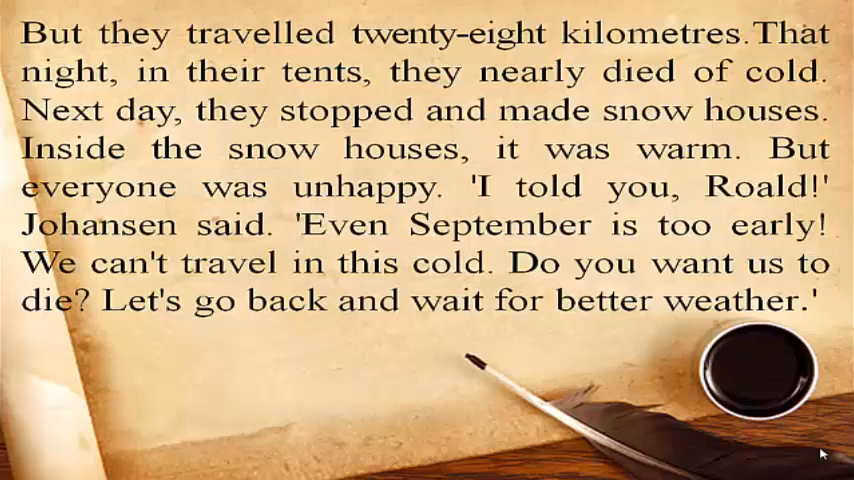 But they travelled twenty-eight kilometres.That
night, in their tents, they nearly died of cold.
Next day, they stopped and made snow houses.
Inside the snow houses, it was warm. But
everyone was unhappy. 'I told you, Roald!'
Johansen said. 'Even September is too early!
We can't travel in this cold. Do you want us to
die? Let's go back and wait for better weather.'